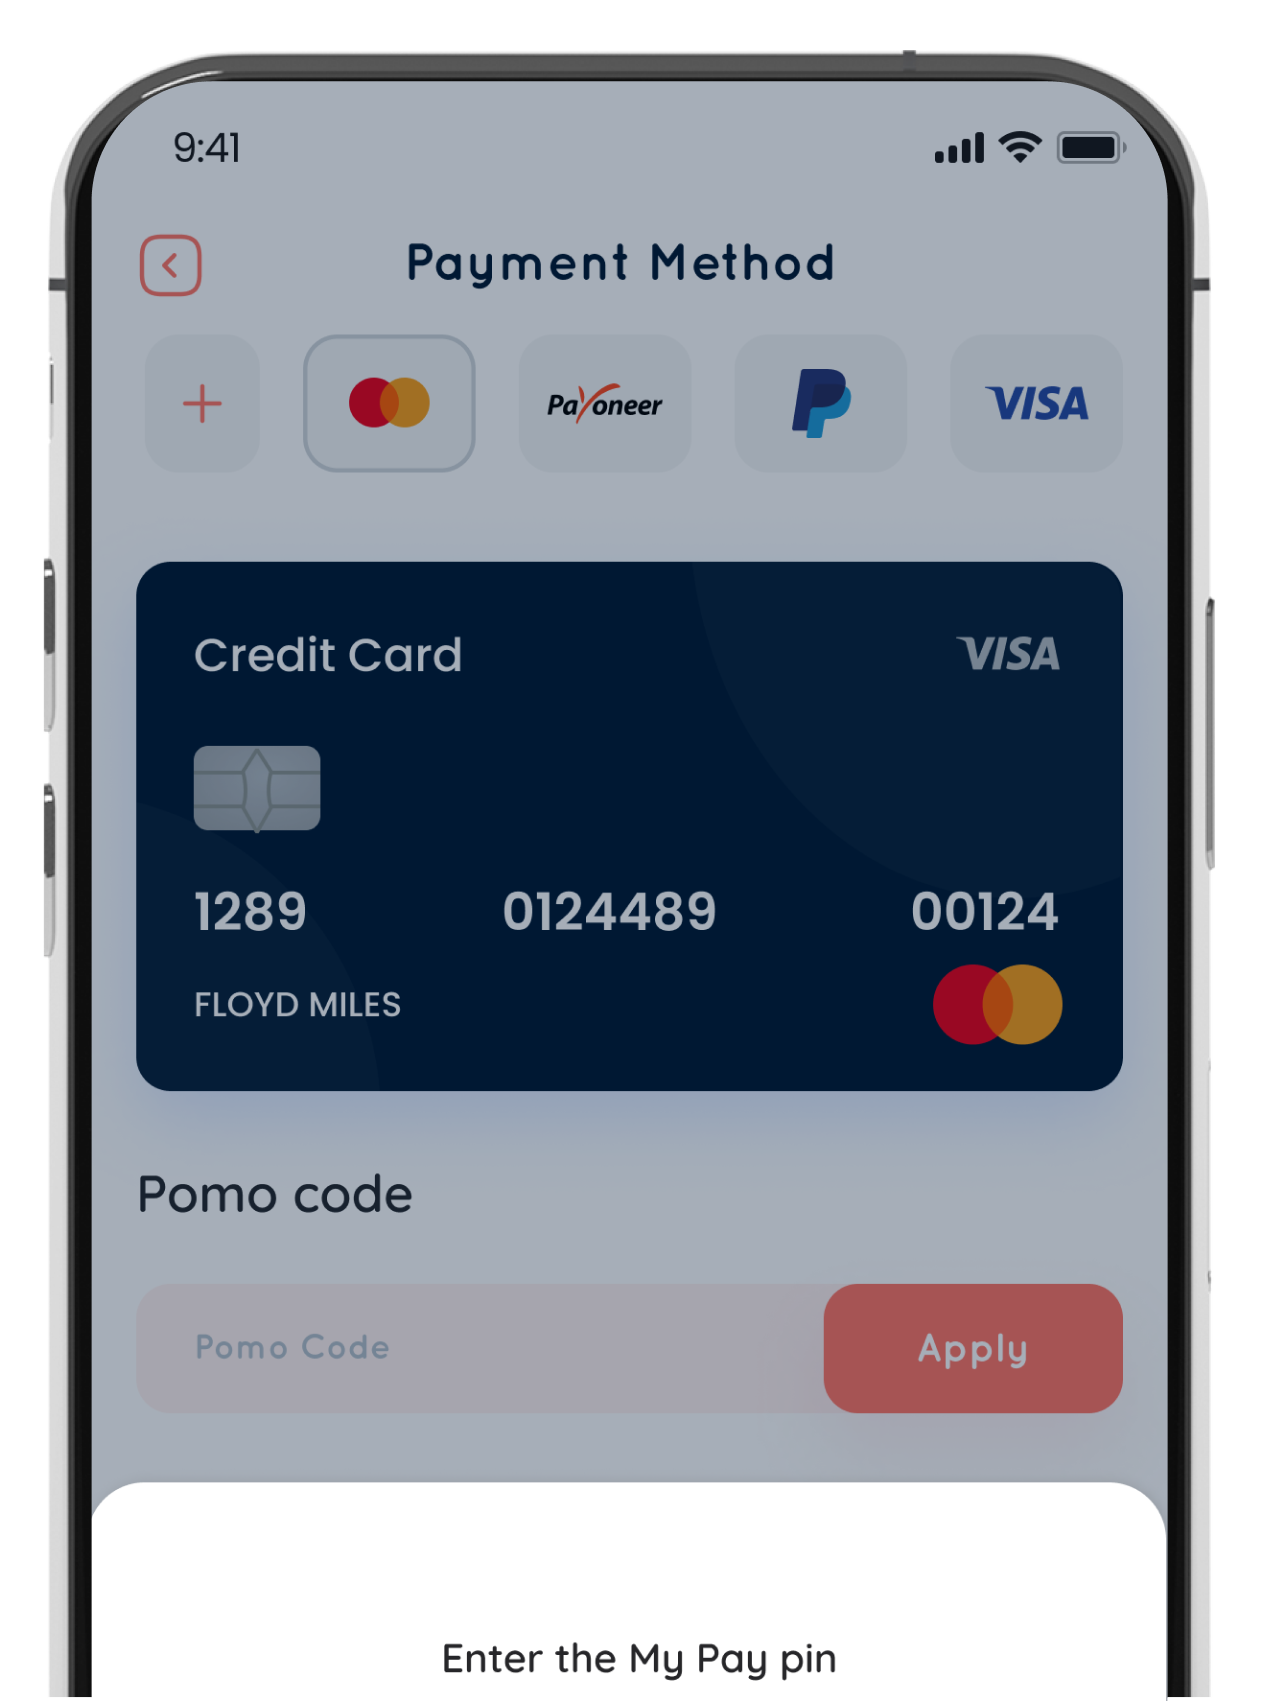 9:41
Payment Method
Payoneer
VISA
Credit Card
VISA
1289 0124489 00124
FLOYD MILES
Pomo code
Pomo Code
Apply
Enter the My Pay pin